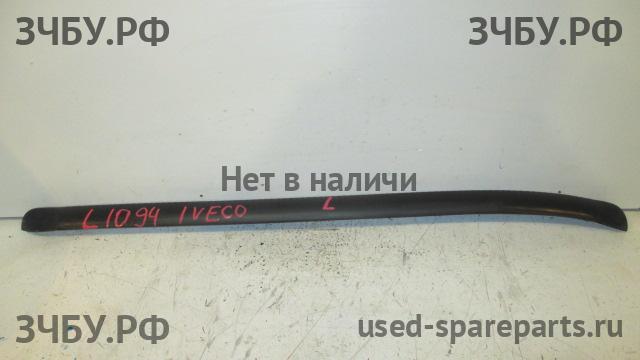 ЗЧБУ.РФ ЗЧБУ.РФ
Нет в наличи
L1094 IVECO L
ЗЧБУ.РФ used-spareparts.ru